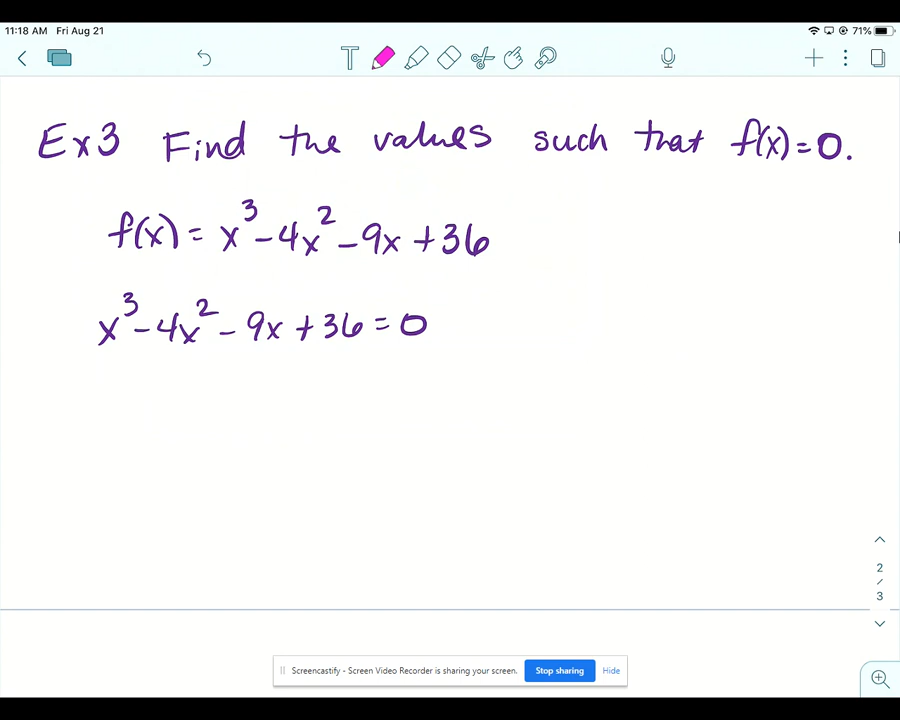 11:18 AM Fri Aug 21 71%
T
Ex3 Find the values such that f(x)=0.
f(x) = x³-4x²-9x+36
x³-4x²-9x+36=0
2
/
3
Screencastify - Screen Video Recorder is sharing your screen. Stop sharing Hide